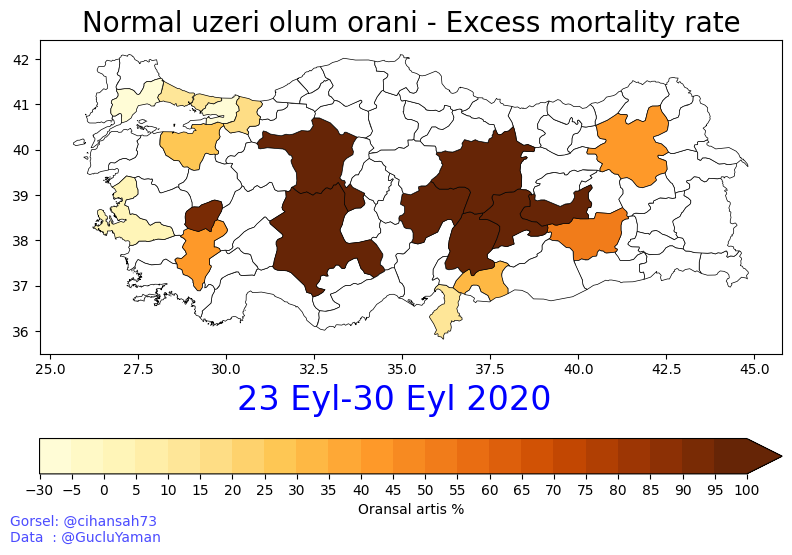 Normal uzeri olum orani - Excess mortality rate
42
41
40
39
38
37
36
25.0 27.5 30.0 32.5 35.0 37.5 40.0 42.5 45.0
23 Eyl-30 Eyl 2020
−30 −5 0 5 10 15 20 25 30 35 40 45 50 55 60 65 70 75 80 85 90 95 100
Oransal artis %
Gorsel: @cihansah73
Data : @GucluYaman